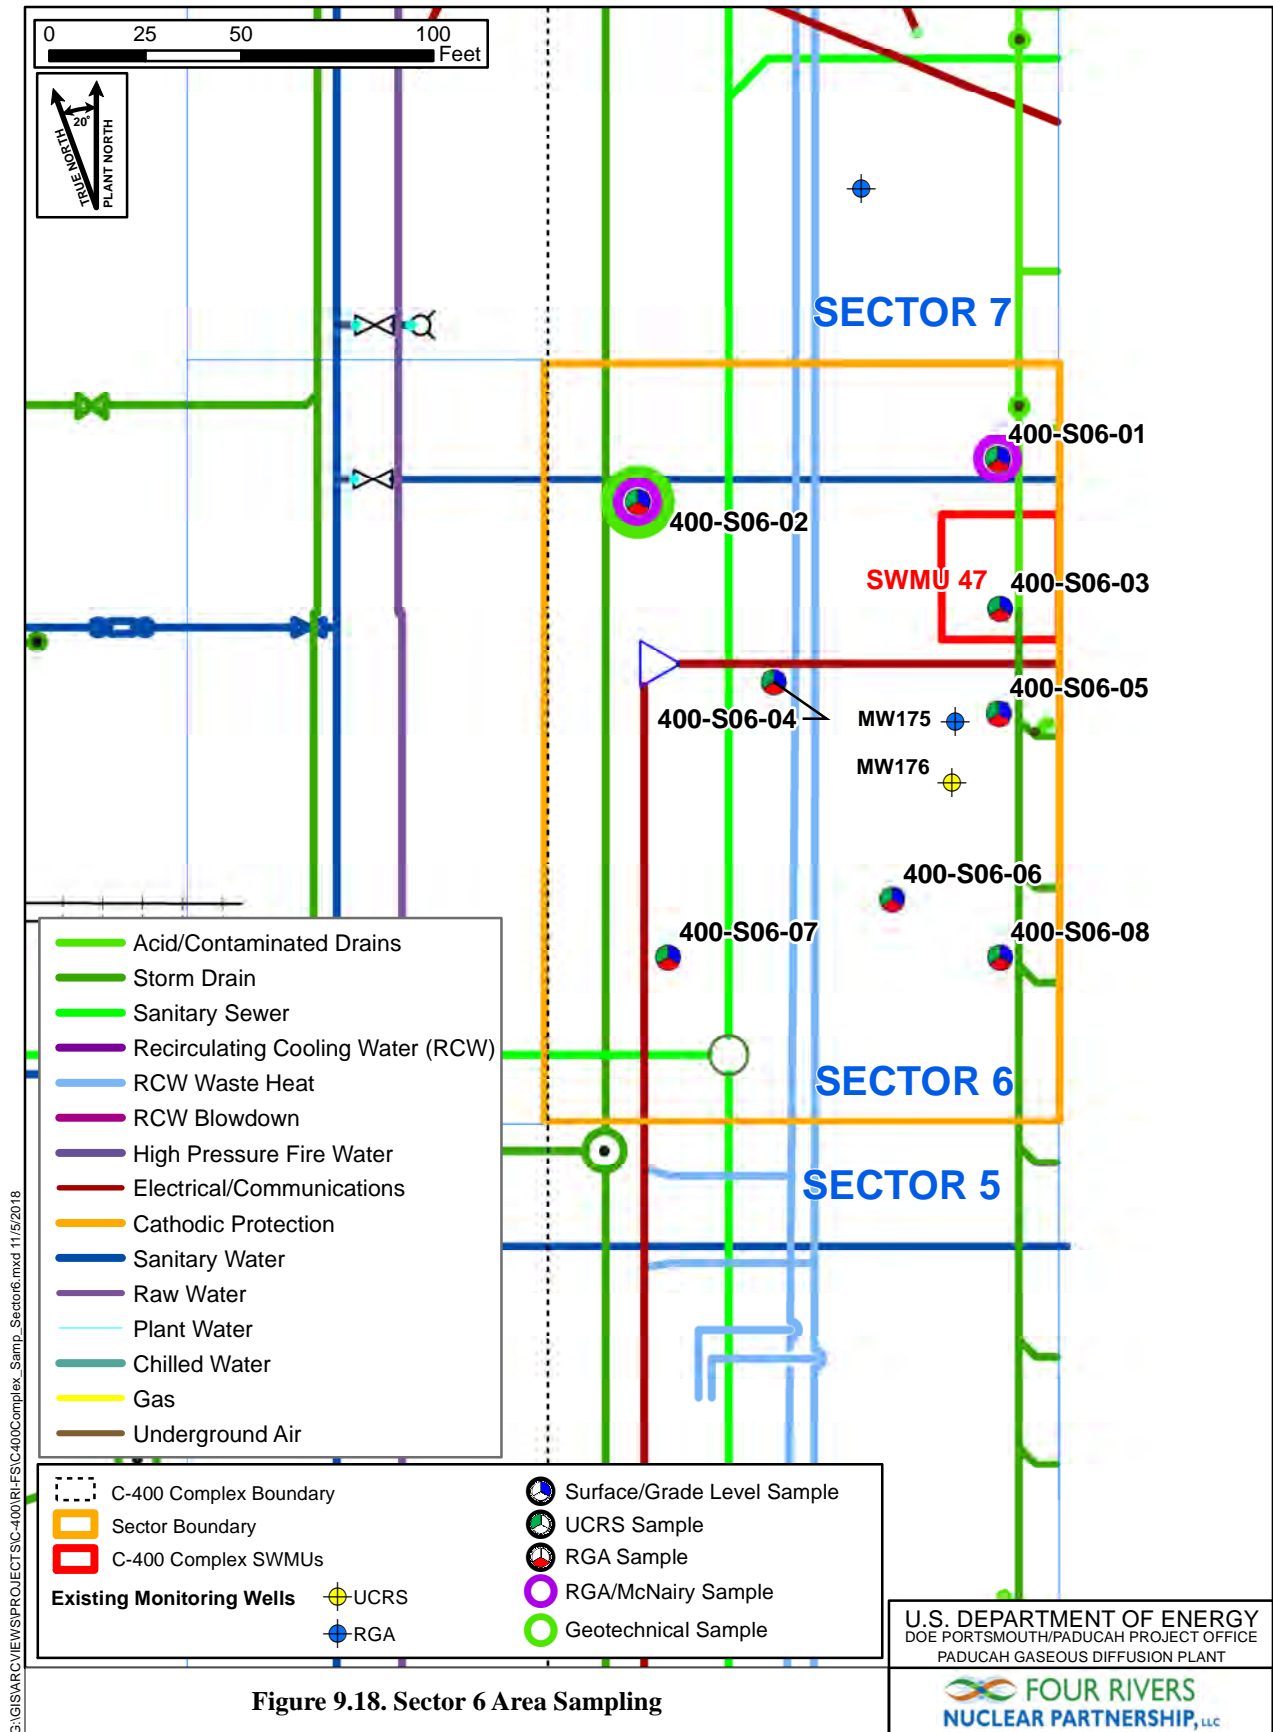 0 25 50 100
Feet
20°
TRUE NORTH
PLANT NORTH
SECTOR 7
400-S06-01
400-S06-02
SWMU 47
400-S06-03
400-S06-05
400-S06-04
MW175
MW176
400-S06-06
400-S06-07
400-S06-08
SECTOR 6
SECTOR 5
Acid/Contaminated Drains
Storm Drain
Sanitary Sewer
Recirculating Cooling Water (RCW)
RCW Waste Heat
RCW Blowdown
High Pressure Fire Water
Electrical/Communications
Cathodic Protection
Sanitary Water
Raw Water
Plant Water
Chilled Water
Gas
Underground Air
C-400 Complex Boundary
Sector Boundary
C-400 Complex SWMUs
Existing Monitoring Wells
UCRS
RGA
Surface/Grade Level Sample
UCRS Sample
RGA Sample
RGA/McNairy Sample
Geotechnical Sample
G:\GIS\ARCVIEWS\PROJECTS\C-400\RI-FS\C400Complex_Samp_Sector6.mxd 11/5/2018
U.S. DEPARTMENT OF ENERGY
DOE PORTSMOUTH/PADUCAH PROJECT OFFICE
PADUCAH GASEOUS DIFFUSION PLANT
FOUR RIVERS
NUCLEAR PARTNERSHIP, LLC
Figure 9.18. Sector 6 Area Sampling